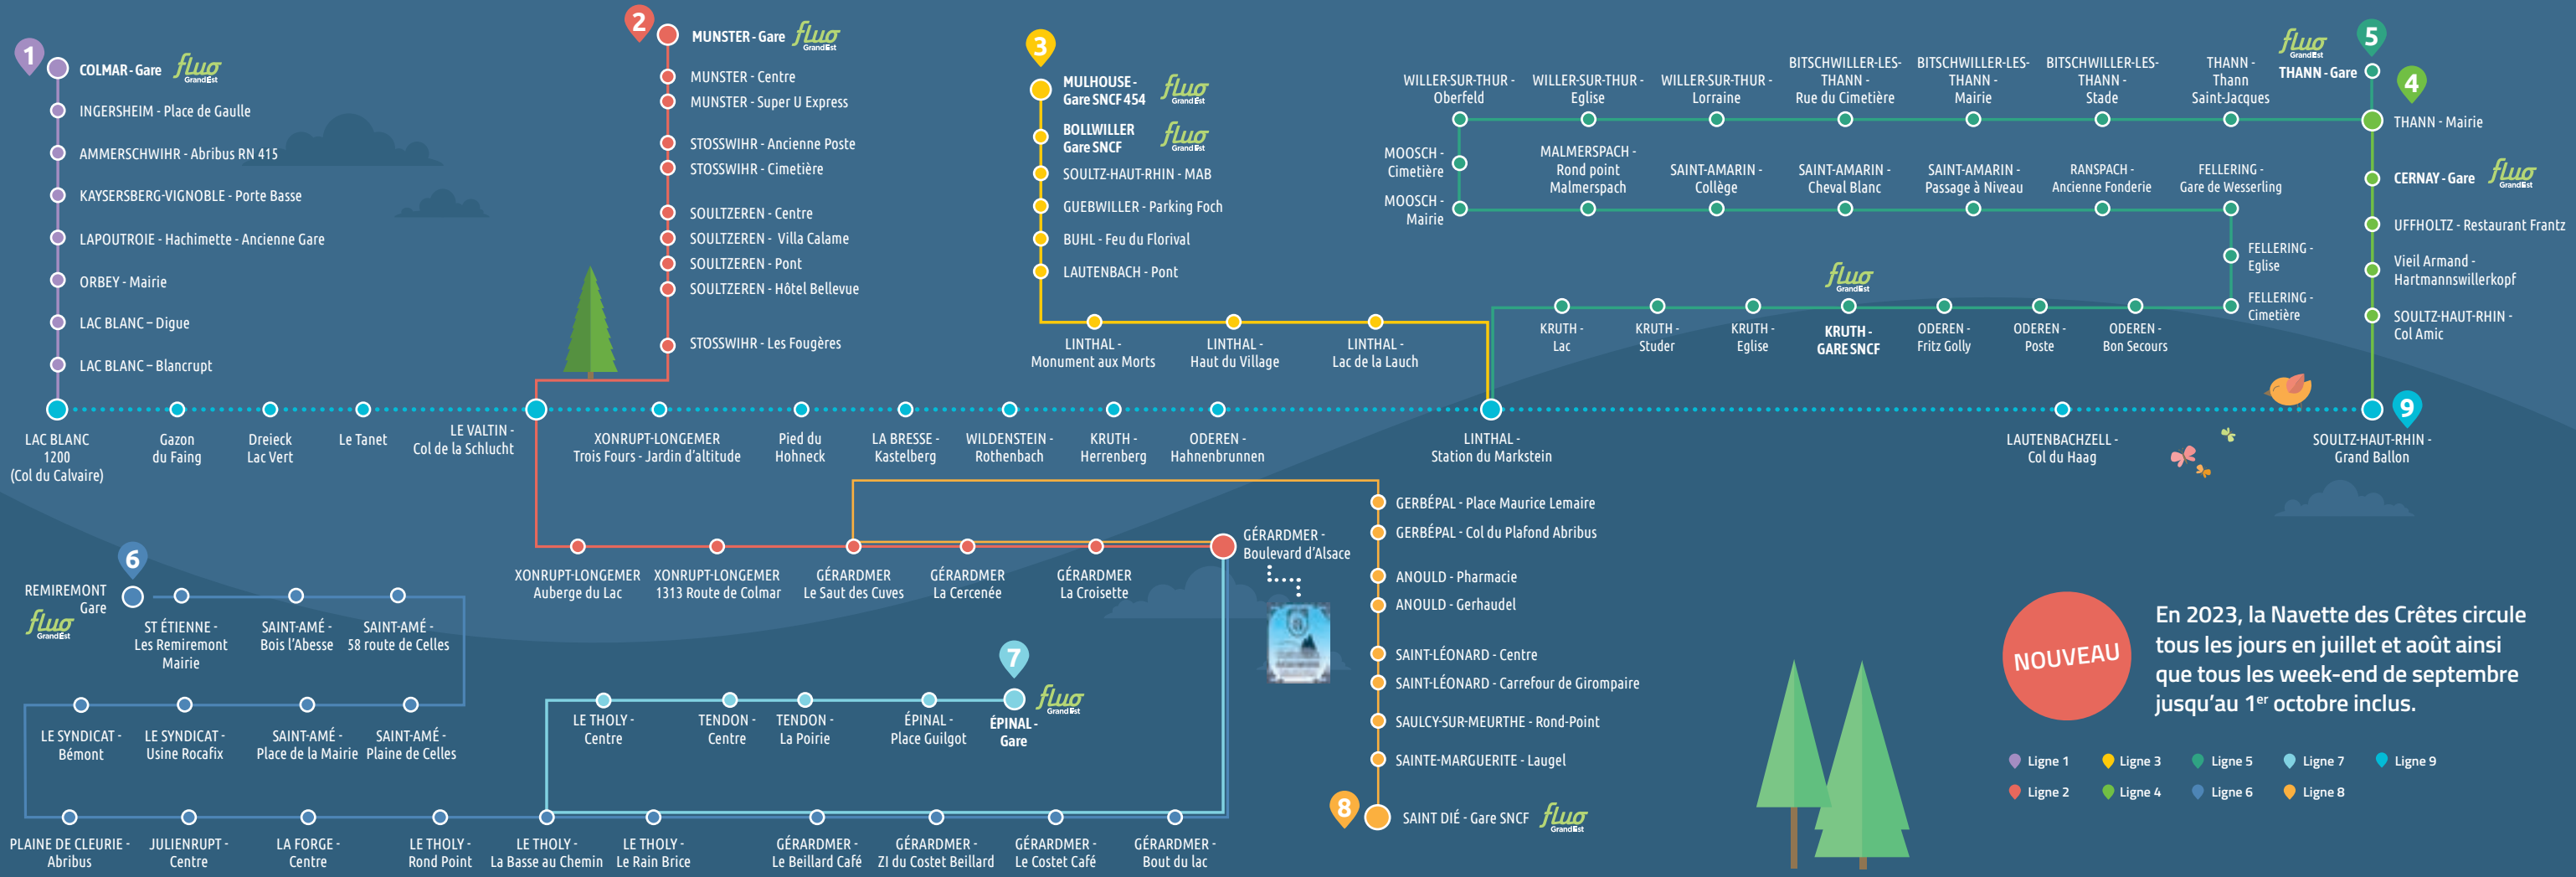 1
COLMAR - Gare
fluo
GrandEst
INGERSHEIM - Place de Gaulle
AMMERSCHWIHR - Abribus RN 415
KAYSERSBERG-VIGNOBLE - Porte Basse
LAPOUTROIE - Hachimette - Ancienne Gare
ORBEY - Mairie
LAC BLANC – Digue
LAC BLANC – Blancrupt
2
MUNSTER - Gare
fluo
GrandEst
MUNSTER - Centre
MUNSTER - Super U Express
STOSSWIHR - Ancienne Poste
STOSSWIHR - Cimetière
SOULTZEREN - Centre
SOULTZEREN - Villa Calame
SOULTZEREN - Pont
SOULTZEREN - Hôtel Bellevue
STOSSWIHR - Les Fougères
3
MULHOUSE -
Gare SNCF 454
fluo
GrandEst
BOLLWILLER
Gare SNCF
fluo
GrandEst
SOULTZ-HAUT-RHIN - MAB
GUEBWILLER - Parking Foch
BUHL - Feu du Florival
LAUTENBACH - Pont
LINTHAL -
Monument aux Morts
LINTHAL -
Haut du Village
LINTHAL -
Lac de la Lauch
5
fluo
GrandEst
THANN - Gare
4
THANN - Mairie
WILLER-SUR-THUR -
Oberfeld
WILLER-SUR-THUR -
Eglise
WILLER-SUR-THUR -
Lorraine
BITSCHWILLER-LES-
THANN -
Rue du Cimetière
BITSCHWILLER-LES-
THANN -
Mairie
BITSCHWILLER-LES-
THANN -
Stade
THANN -
Thann
Saint-Jacques
MOOSCH -
Cimetière
MOOSCH -
Mairie
MALMERSPACH -
Rond point
Malmerspach
SAINT-AMARIN -
Collège
SAINT-AMARIN -
Cheval Blanc
SAINT-AMARIN -
Passage à Niveau
RANSPACH -
Ancienne Fonderie
FELLERING -
Gare de Wesserling
FELLERING -
Eglise
FELLERING -
Cimetière
KRUTH -
Lac
KRUTH -
Studer
KRUTH -
Eglise
fluo
GrandEst
KRUTH -
GARE SNCF
ODEREN -
Fritz Golly
ODEREN -
Poste
ODEREN -
Bon Secours
CERNAY - Gare
fluo
GrandEst
UFFHOLTZ - Restaurant Frantz
Vieil Armand -
Hartmannswillerkopf
SOULTZ-HAUT-RHIN -
Col Amic
9
LAC BLANC
1200
(Col du Calvaire)
Gazon
du Faing
Dreieck
Lac Vert
Le Tanet
LE VALTIN -
Col de la Schlucht
XONRUPT-LONGEMER
Trois Fours - Jardin d'altitude
Pied du
Hohneck
LA BRESSE -
Kastelberg
WILDENSTEIN -
Rothenbach
KRUTH -
Herrenberg
ODEREN -
Hahnenbrunnen
LINTHAL -
Station du Markstein
LAUTENBACHZELL -
Col du Haag
SOULTZ-HAUT-RHIN -
Grand Ballon
XONRUPT-LONGEMER
Auberge du Lac
XONRUPT-LONGEMER
1313 Route de Colmar
GÉRARDMER
Le Saut des Cuves
GÉRARDMER
La Cercenée
GÉRARDMER
La Croisette
GÉRARDMER -
Boulevard d'Alsace
GERBÉPAL - Place Maurice Lemaire
GERBÉPAL - Col du Plafond Abribus
ANOULD - Pharmacie
ANOULD - Gerhaudel
SAINT-LÉONARD - Centre
SAINT-LÉONARD - Carrefour de Girompaire
SAULCY-SUR-MEURTHE - Rond-Point
SAINTE-MARGUERITE - Laugel
8
SAINT DIÉ - Gare SNCF
fluo
GrandEst
6
REMIREMONT
Gare
fluo
GrandEst
ST ÉTIENNE -
Les Remiremont
Mairie
SAINT-AMÉ -
Bois l'Abesse
SAINT-AMÉ -
58 route de Celles
LE SYNDICAT -
Bémont
LE SYNDICAT -
Usine Rocafix
SAINT-AMÉ -
Place de la Mairie
SAINT-AMÉ -
Plaine de Celles
PLAINE DE CLEURIE -
Abribus
JULIENRUPT -
Centre
LA FORGE -
Centre
LE THOLY -
Rond Point
LE THOLY -
La Basse au Chemin
LE THOLY -
Le Rain Brice
GÉRARDMER -
Le Beillard Café
GÉRARDMER -
ZI du Costet Beillard
GÉRARDMER -
Le Costet Café
GÉRARDMER -
Bout du lac
7
fluo
GrandEst
LE THOLY -
Centre
TENDON -
Centre
TENDON -
La Poirie
ÉPINAL -
Place Guilgot
ÉPINAL -
Gare
NOUVEAU
En 2023, la Navette des Crêtes circule
tous les jours en juillet et août ainsi
que tous les week-end de septembre
jusqu'au 1er octobre inclus.
Ligne 1
Ligne 3
Ligne 5
Ligne 7
Ligne 9
Ligne 2
Ligne 4
Ligne 6
Ligne 8